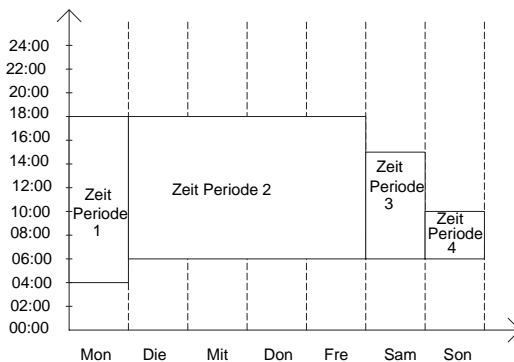 24:00
22:00
20:00
18:00
16:00
14:00
12:00
10:00
08:00
06:00
04:00
02:00
00:00
Zeit
Periode
1
Zeit Periode 2
Zeit
Periode
3
Zeit
Periode
4
Mon Die Mit Don Fre Sam Son